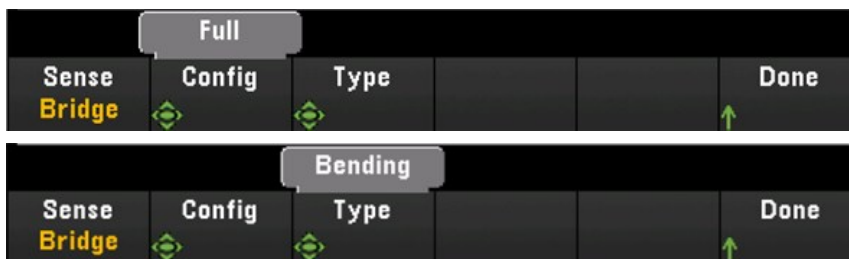 Full
Sense Config Type Done
Bridge
Bending
Sense Config Type Done
Bridge